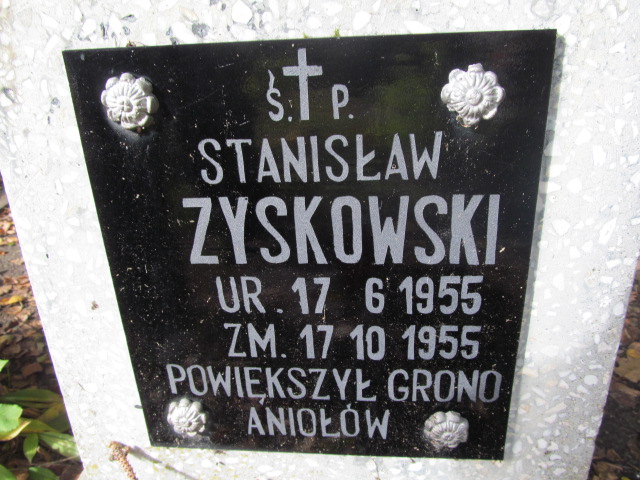 Ś. P.
STANISŁAW
ZYSKOWSKI
UR. 17 6 1955
ZM. 17 10 1955
POWIĘKSZYŁ GRONO
ANIOŁÓW